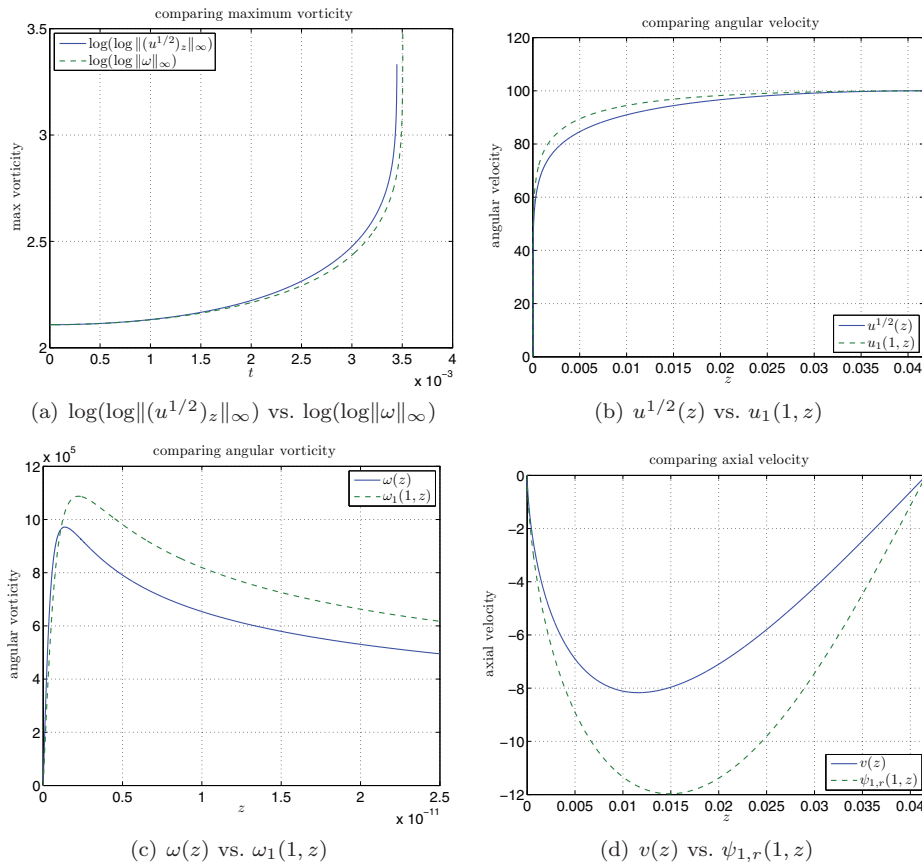 comparing maximum vorticity
3.5
3
2.5
2
max vorticity
log(log ‖(u^{1/2})_z‖_∞)
log(log ‖ω‖_∞)
0 0.5 1 1.5 2 2.5 3 3.5 4
t
x 10⁻³
(a) log(log‖(u^{1/2})_z‖_∞) vs. log(log‖ω‖_∞)
comparing angular velocity
120
100
80
60
40
20
0
angular velocity
u^{1/2}(z)
u₁(1, z)
0 0.005 0.01 0.015 0.02 0.025 0.03 0.035 0.04
z
(b) u^{1/2}(z) vs. u₁(1, z)
comparing angular vorticity
x 10⁵
12
10
8
6
4
2
0
angular vorticity
ω(z)
ω₁(1, z)
0 0.5 1 1.5 2 2.5
z
x 10⁻¹¹
(c) ω(z) vs. ω₁(1, z)
comparing axial velocity
0
−2
−4
−6
−8
−10
−12
axial velocity
v(z)
ψ_{1,r}(1, z)
0 0.005 0.01 0.015 0.02 0.025 0.03 0.035 0.04
z
(d) v(z) vs. ψ_{1,r}(1, z)